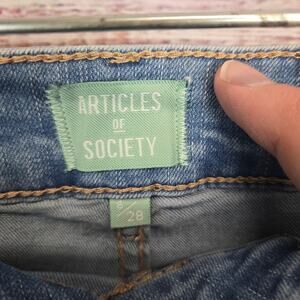 ARTICLES
OF
SOCIETY
28